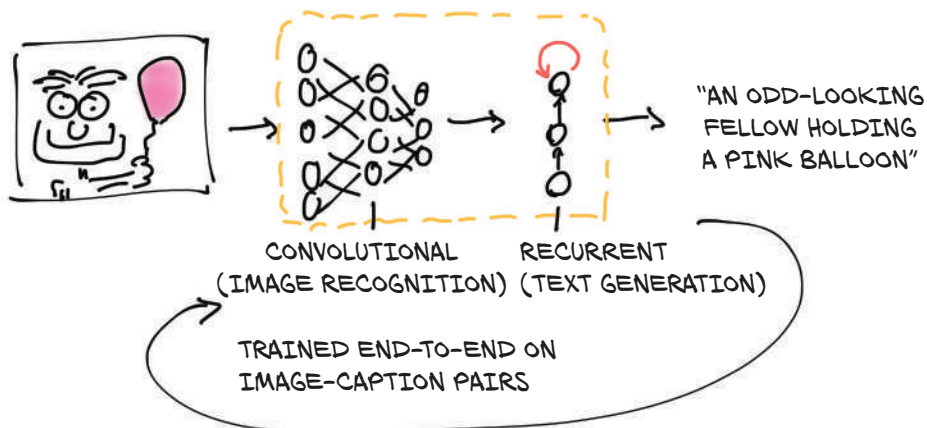 "AN ODD-LOOKING
FELLOW HOLDING
A PINK BALLOON"
CONVOLUTIONAL
(IMAGE RECOGNITION)
RECURRENT
(TEXT GENERATION)
TRAINED END-TO-END ON
IMAGE-CAPTION PAIRS